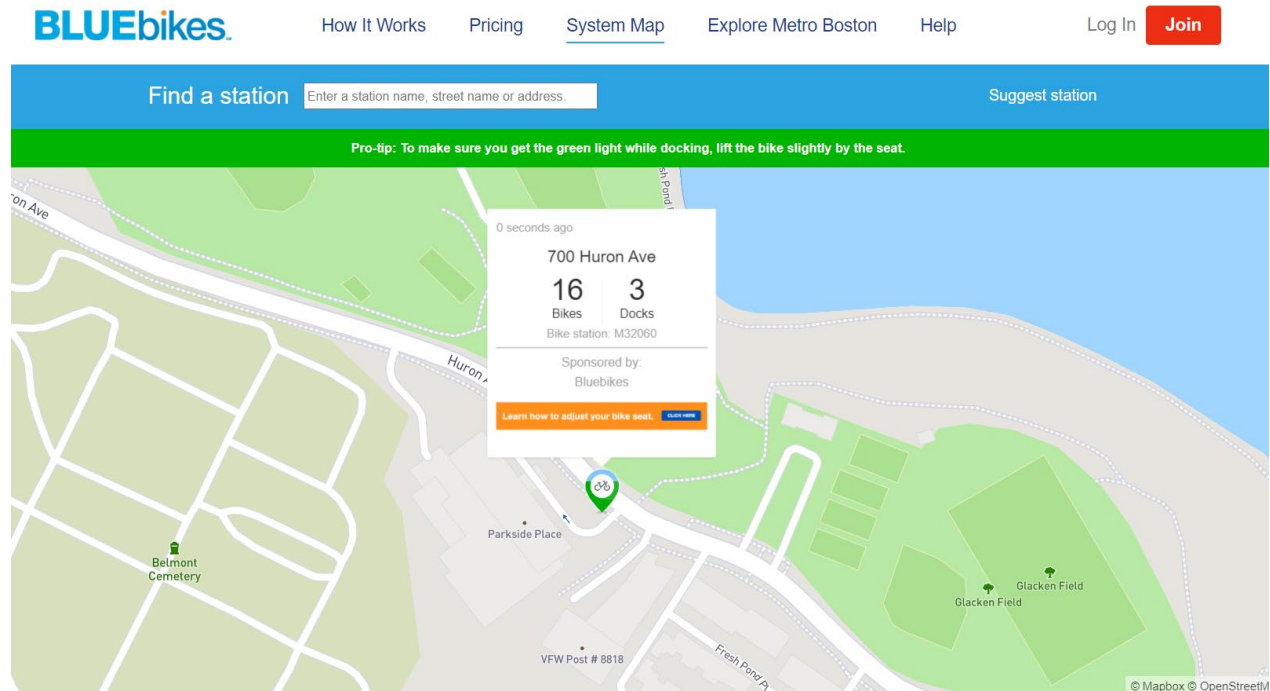 BLUEbikes
How It Works Pricing System Map Explore Metro Boston Help Log In Join
Find a station Enter a station name, street name or address. Suggest station
Pro-tip: To make sure you get the green light while docking, lift the bike slightly by the seat.
on Ave
sh Pond
0 seconds ago
700 Huron Ave
16 3
Bikes Docks
Bike station: M32060
Huron
Sponsored by:
Bluebikes
Learn how to adjust your bike seat. CLICK HERE
Parkside Place
Belmont
Cemetery
Glacken Field
Glacken Field
VFW Post # 8818
Fresh Pond
© Mapbox © OpenStreetM